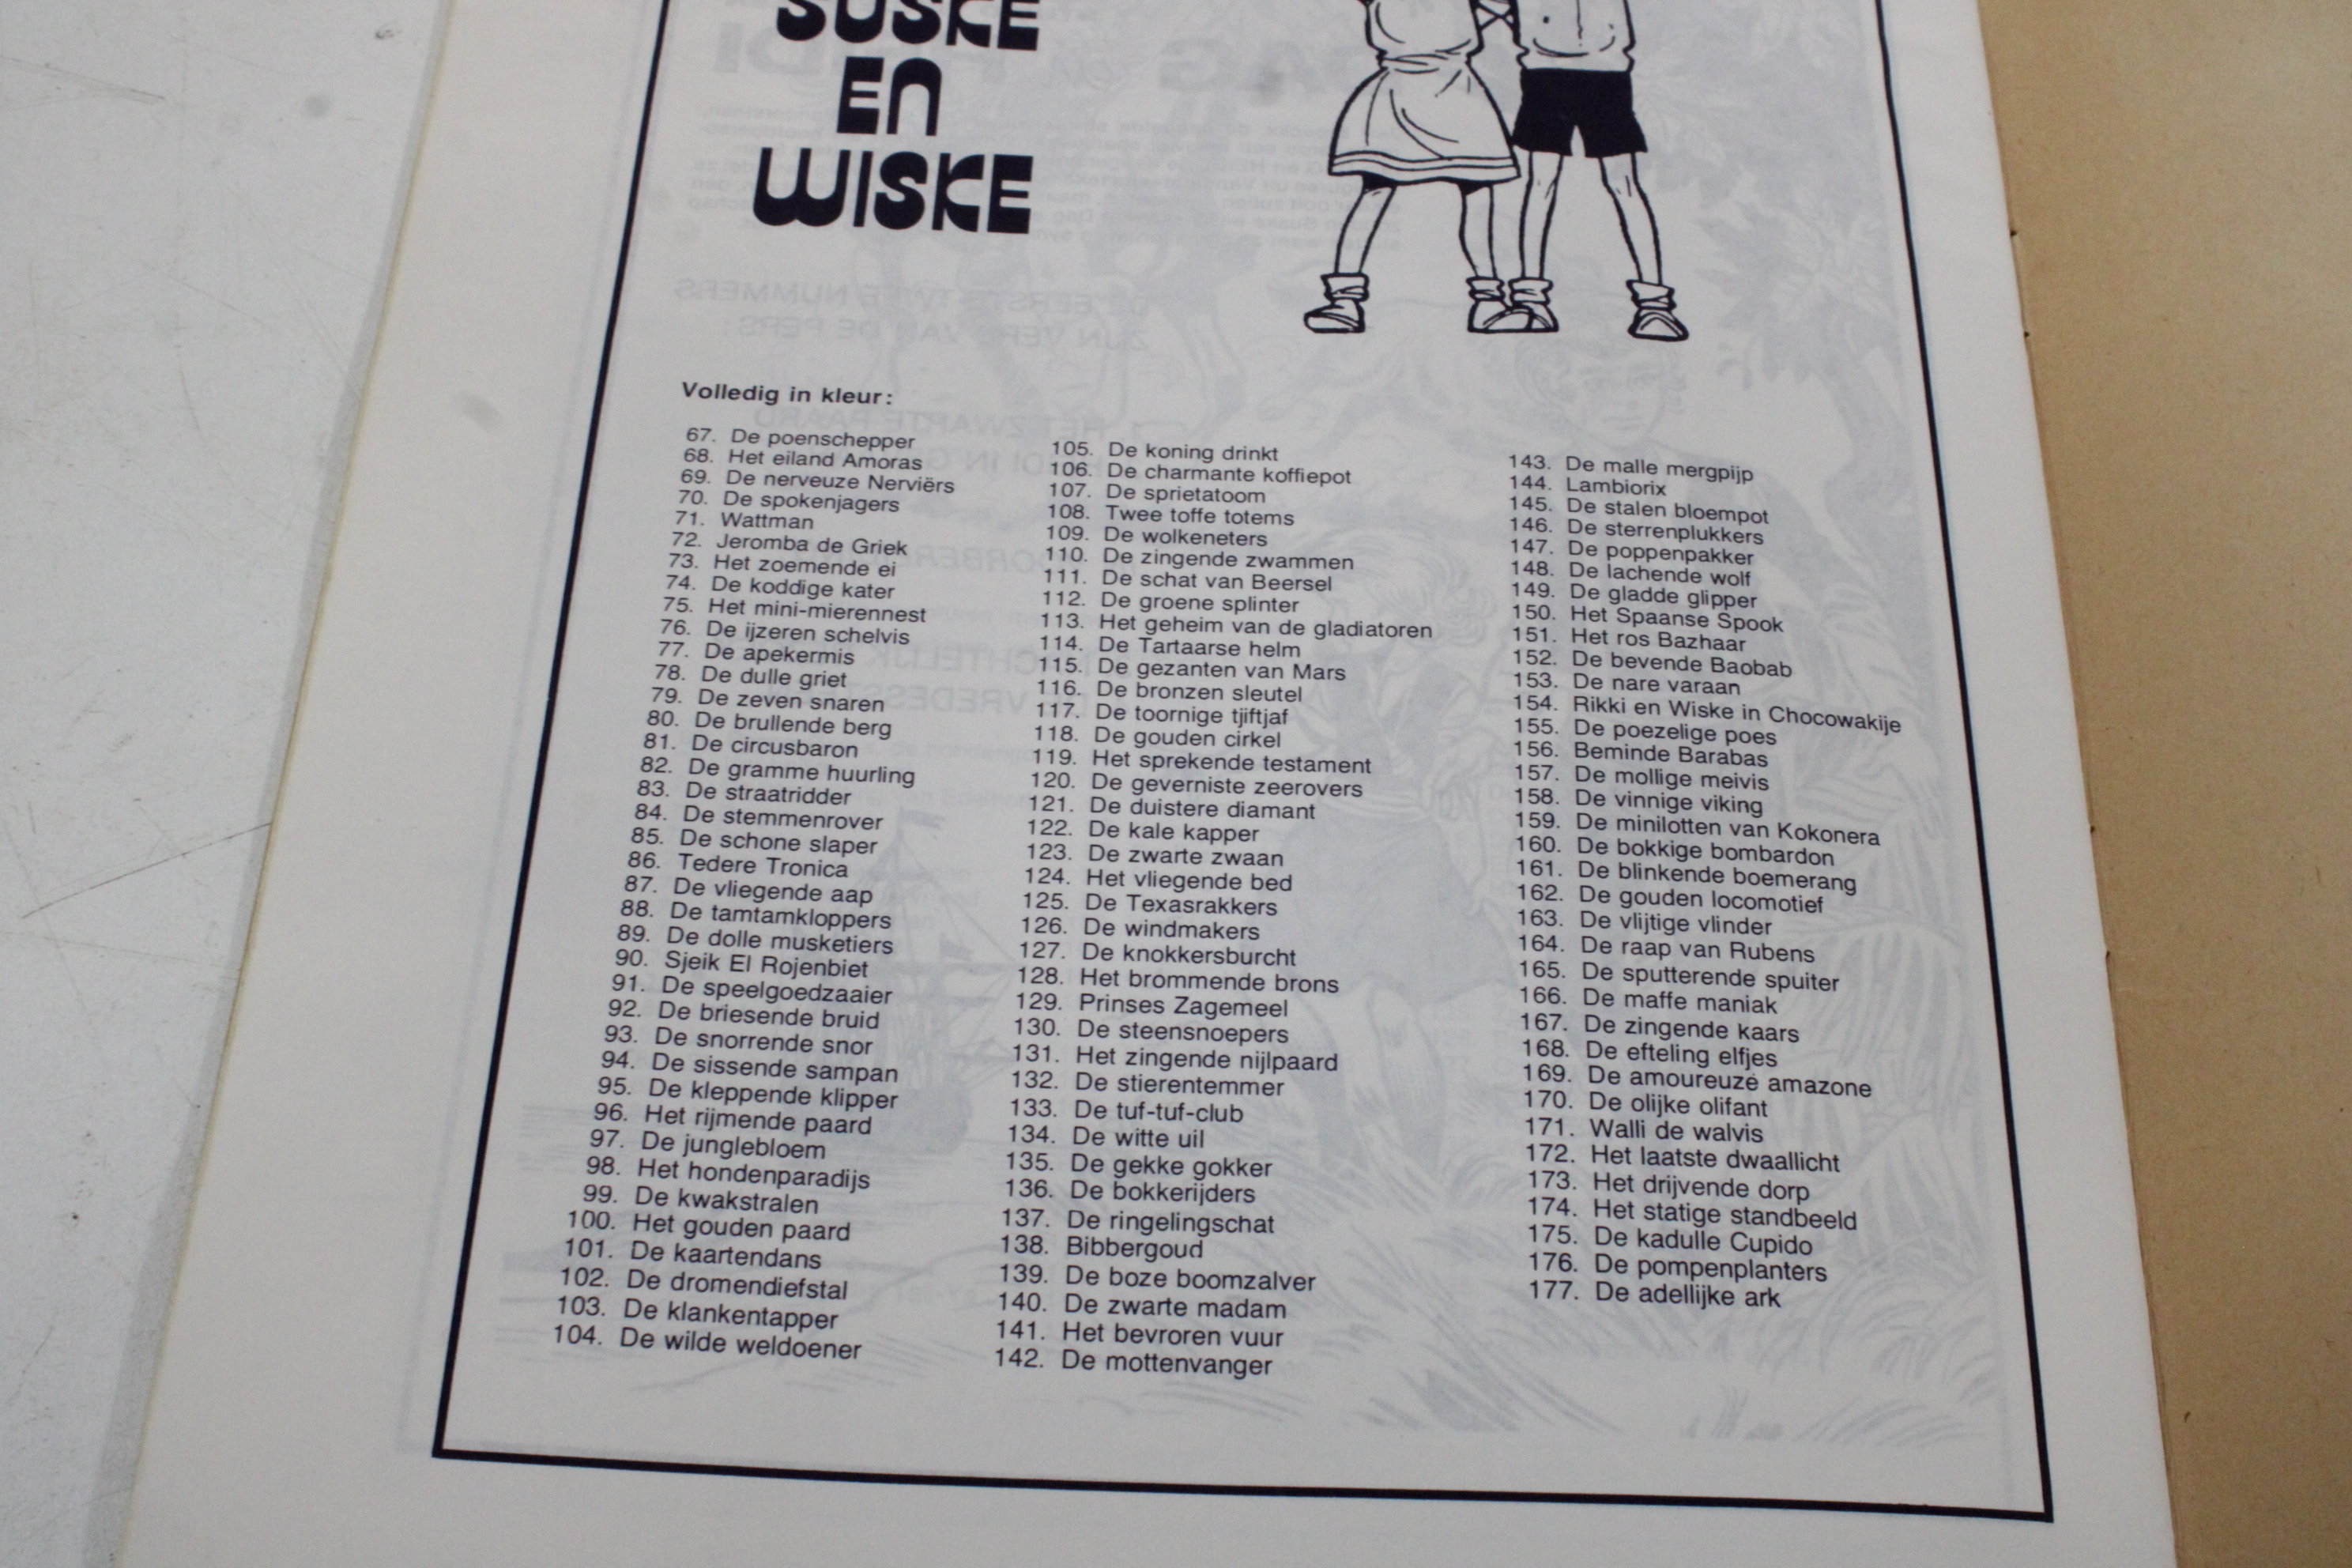 SUSKE
EN
WISKE
Volledig in kleur:
67. De poenschepper
68. Het eiland Amoras
69. De nerveuze Nerviërs
70. De spokenjagers
71. Wattman
72. Jeromba de Griek
73. Het zoemende ei
74. De koddige kater
75. Het mini-mierennest
76. De ijzeren schelvis
77. De apekermis
78. De dulle griet
79. De zeven snaren
80. De brullende berg
81. De circusbaron
82. De gramme huurling
83. De straatridder
84. De stemmenrover
85. De schone slaper
86. Tedere Tronica
87. De vliegende aap
88. De tamtamkloppers
89. De dolle musketiers
90. Sjeik El Rojenbiet
91. De speelgoedzaaier
92. De briesende bruid
93. De snorrende snor
94. De sissende sampan
95. De kleppende klipper
96. Het rijmende paard
97. De junglebloem
98. Het hondenparadijs
99. De kwakstralen
100. Het gouden paard
101. De kaartendans
102. De dromendiefstal
103. De klankentapper
104. De wilde weldoener
105. De koning drinkt
106. De charmante koffiepot
107. De sprietatoom
108. Twee toffe totems
109. De wolkeneters
110. De zingende zwammen
111. De schat van Beersel
112. De groene splinter
113. Het geheim van de gladiatoren
114. De Tartaarse helm
115. De gezanten van Mars
116. De bronzen sleutel
117. De toornige tjiftjaf
118. De gouden cirkel
119. Het sprekende testament
120. De geverniste zeerovers
121. De duistere diamant
122. De kale kapper
123. De zwarte zwaan
124. Het vliegende bed
125. De Texasrakkers
126. De windmakers
127. De knokkersburcht
128. Het brommende brons
129. Prinses Zagemeel
130. De steensnoepers
131. Het zingende nijlpaard
132. De stierentemmer
133. De tuf-tuf-club
134. De witte uil
135. De gekke gokker
136. De bokkerijders
137. De ringelingschat
138. Bibbergoud
139. De boze boomzalver
140. De zwarte madam
141. Het bevroren vuur
142. De mottenvanger
143. De malle mergpijp
144. Lambiorix
145. De stalen bloempot
146. De sterrenplukkers
147. De poppenpakker
148. De lachende wolf
149. De gladde glipper
150. Het Spaanse Spook
151. Het ros Bazhaar
152. De bevende Baobab
153. De nare varaan
154. Rikki en Wiske in Chocowakije
155. De poezelige poes
156. Beminde Barabas
157. De mollige meivis
158. De vinnige viking
159. De minilotten van Kokonera
160. De bokkige bombardon
161. De blinkende boemerang
162. De gouden locomotief
163. De vlijtige vlinder
164. De raap van Rubens
165. De sputterende spuiter
166. De maffe maniak
167. De zingende kaars
168. De efteling elfjes
169. De amoureuze amazone
170. De olijke olifant
171. Walli de walvis
172. Het laatste dwaallicht
173. Het drijvende dorp
174. Het statige standbeeld
175. De kadulle Cupido
176. De pompenplanters
177. De adellijke ark